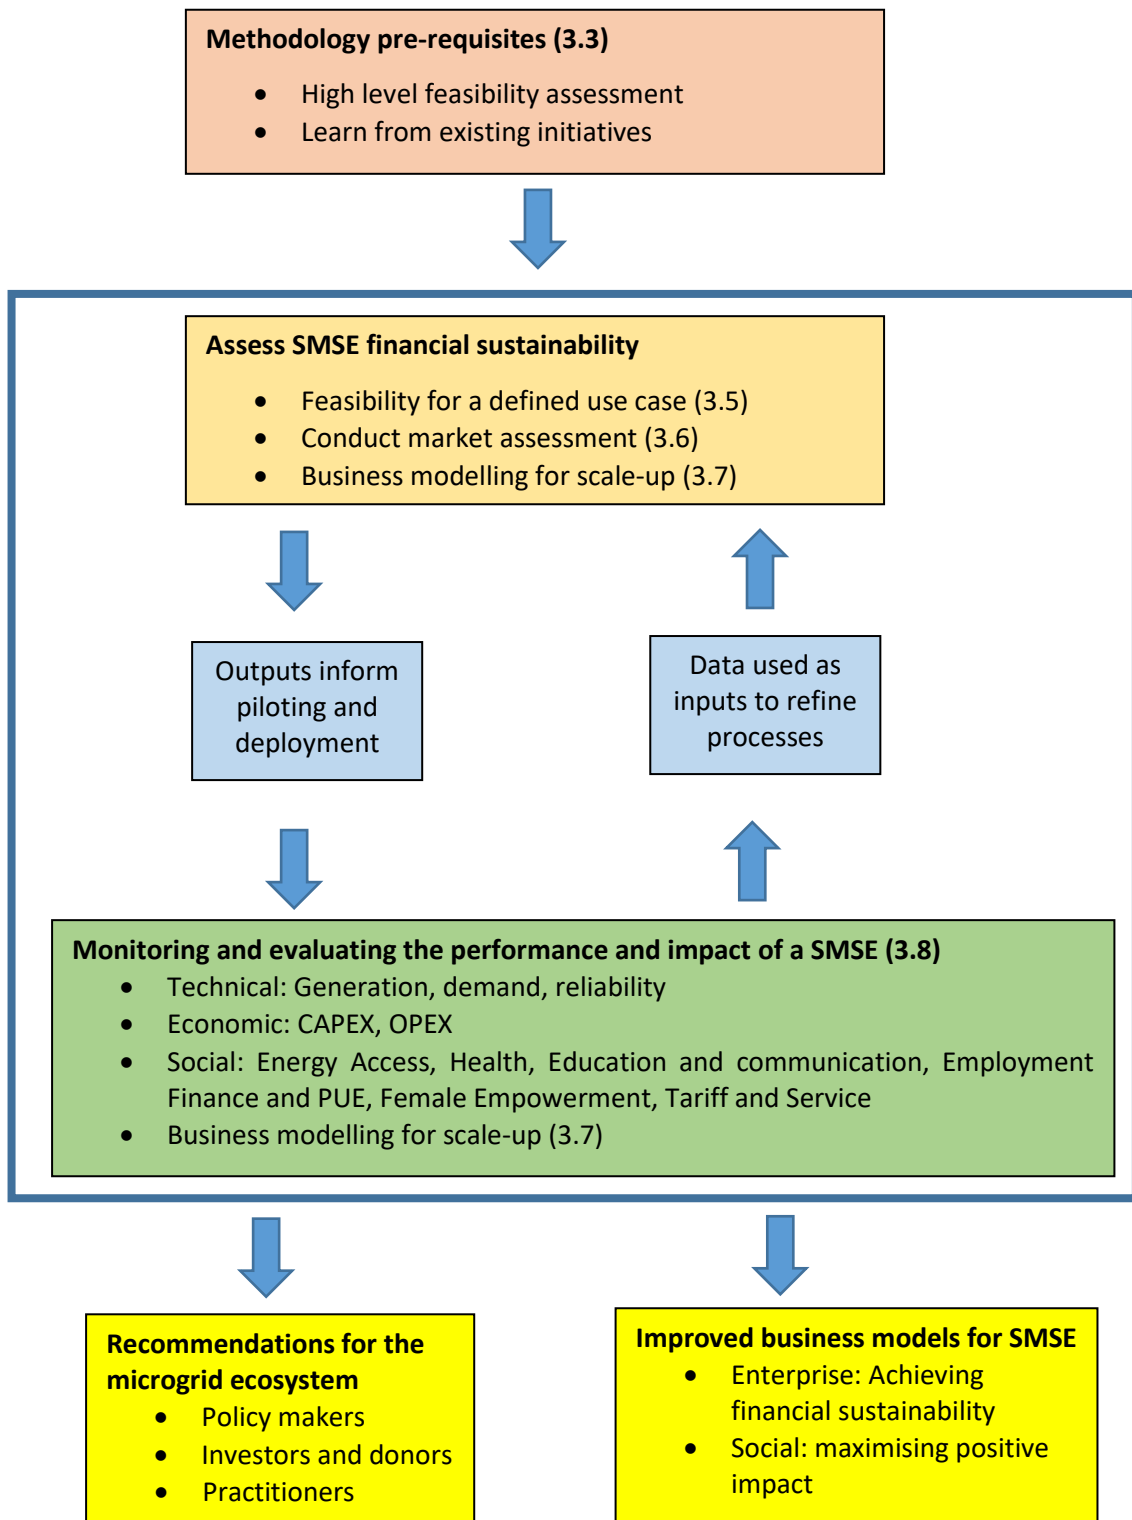 Methodology pre-requisites (3.3)
• High level feasibility assessment
• Learn from existing initiatives
Assess SMSE financial sustainability
• Feasibility for a defined use case (3.5)
• Conduct market assessment (3.6)
• Business modelling for scale-up (3.7)
Outputs inform
piloting and
deployment
Data used as
inputs to refine
processes
Monitoring and evaluating the performance and impact of a SMSE (3.8)
• Technical: Generation, demand, reliability
• Economic: CAPEX, OPEX
• Social: Energy Access, Health, Education and communication, Employment
Finance and PUE, Female Empowerment, Tariff and Service
• Business modelling for scale-up (3.7)
Recommendations for the
microgrid ecosystem
• Policy makers
• Investors and donors
• Practitioners
Improved business models for SMSE
• Enterprise: Achieving
financial sustainability
• Social: maximising positive
impact